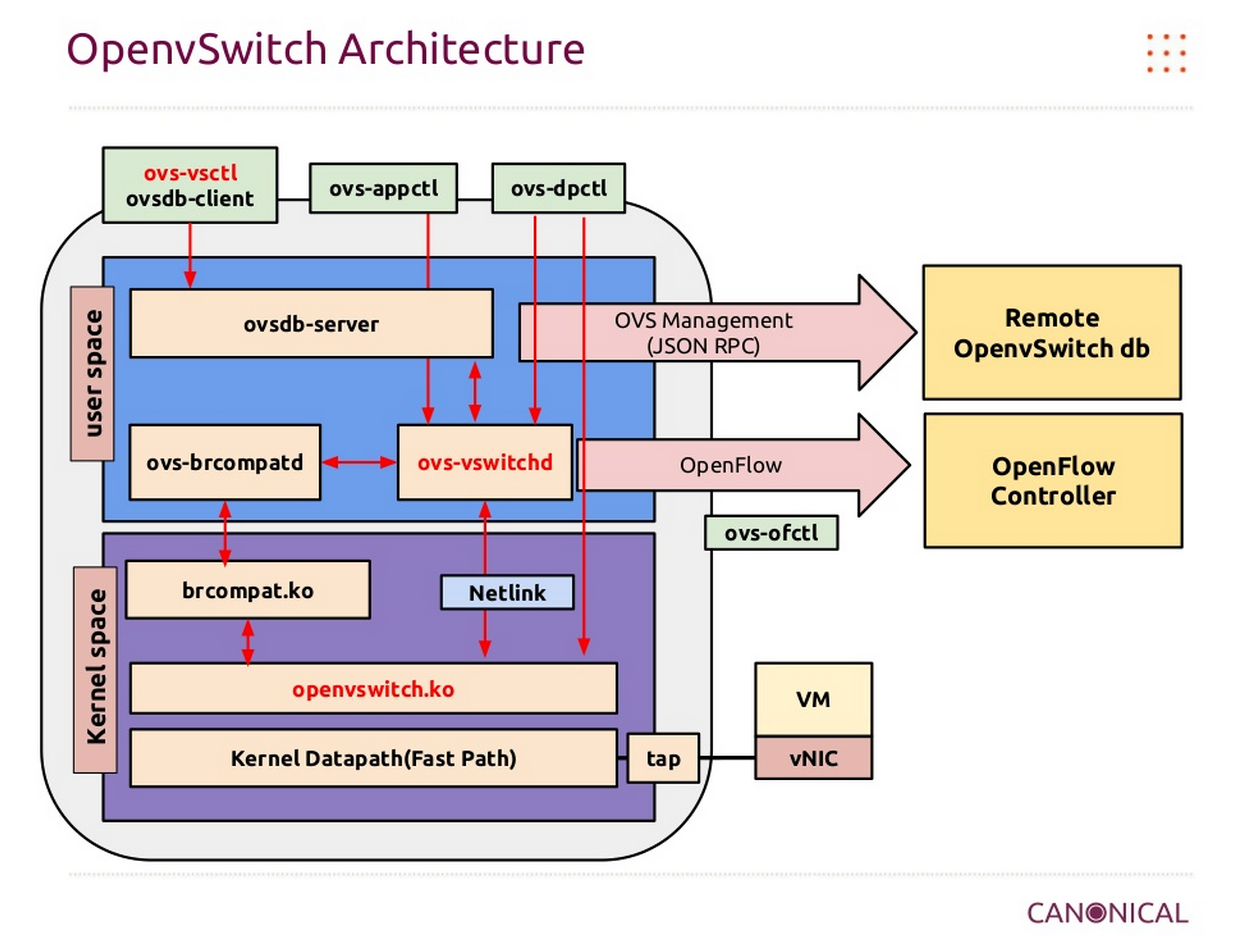 OpenvSwitch Architecture
ovs-vsctl
ovsdb-client
ovs-appctl
ovs-dpctl
user space
ovsdb-server
OVS Management
(JSON RPC)
Remote
OpenvSwitch db
ovs-brcompatd
ovs-vswitchd
OpenFlow
OpenFlow
Controller
ovs-ofctl
Kernel space
brcompat.ko
Netlink
openvswitch.ko
Kernel Datapath(Fast Path)
tap
VM
vNIC
CANONICAL